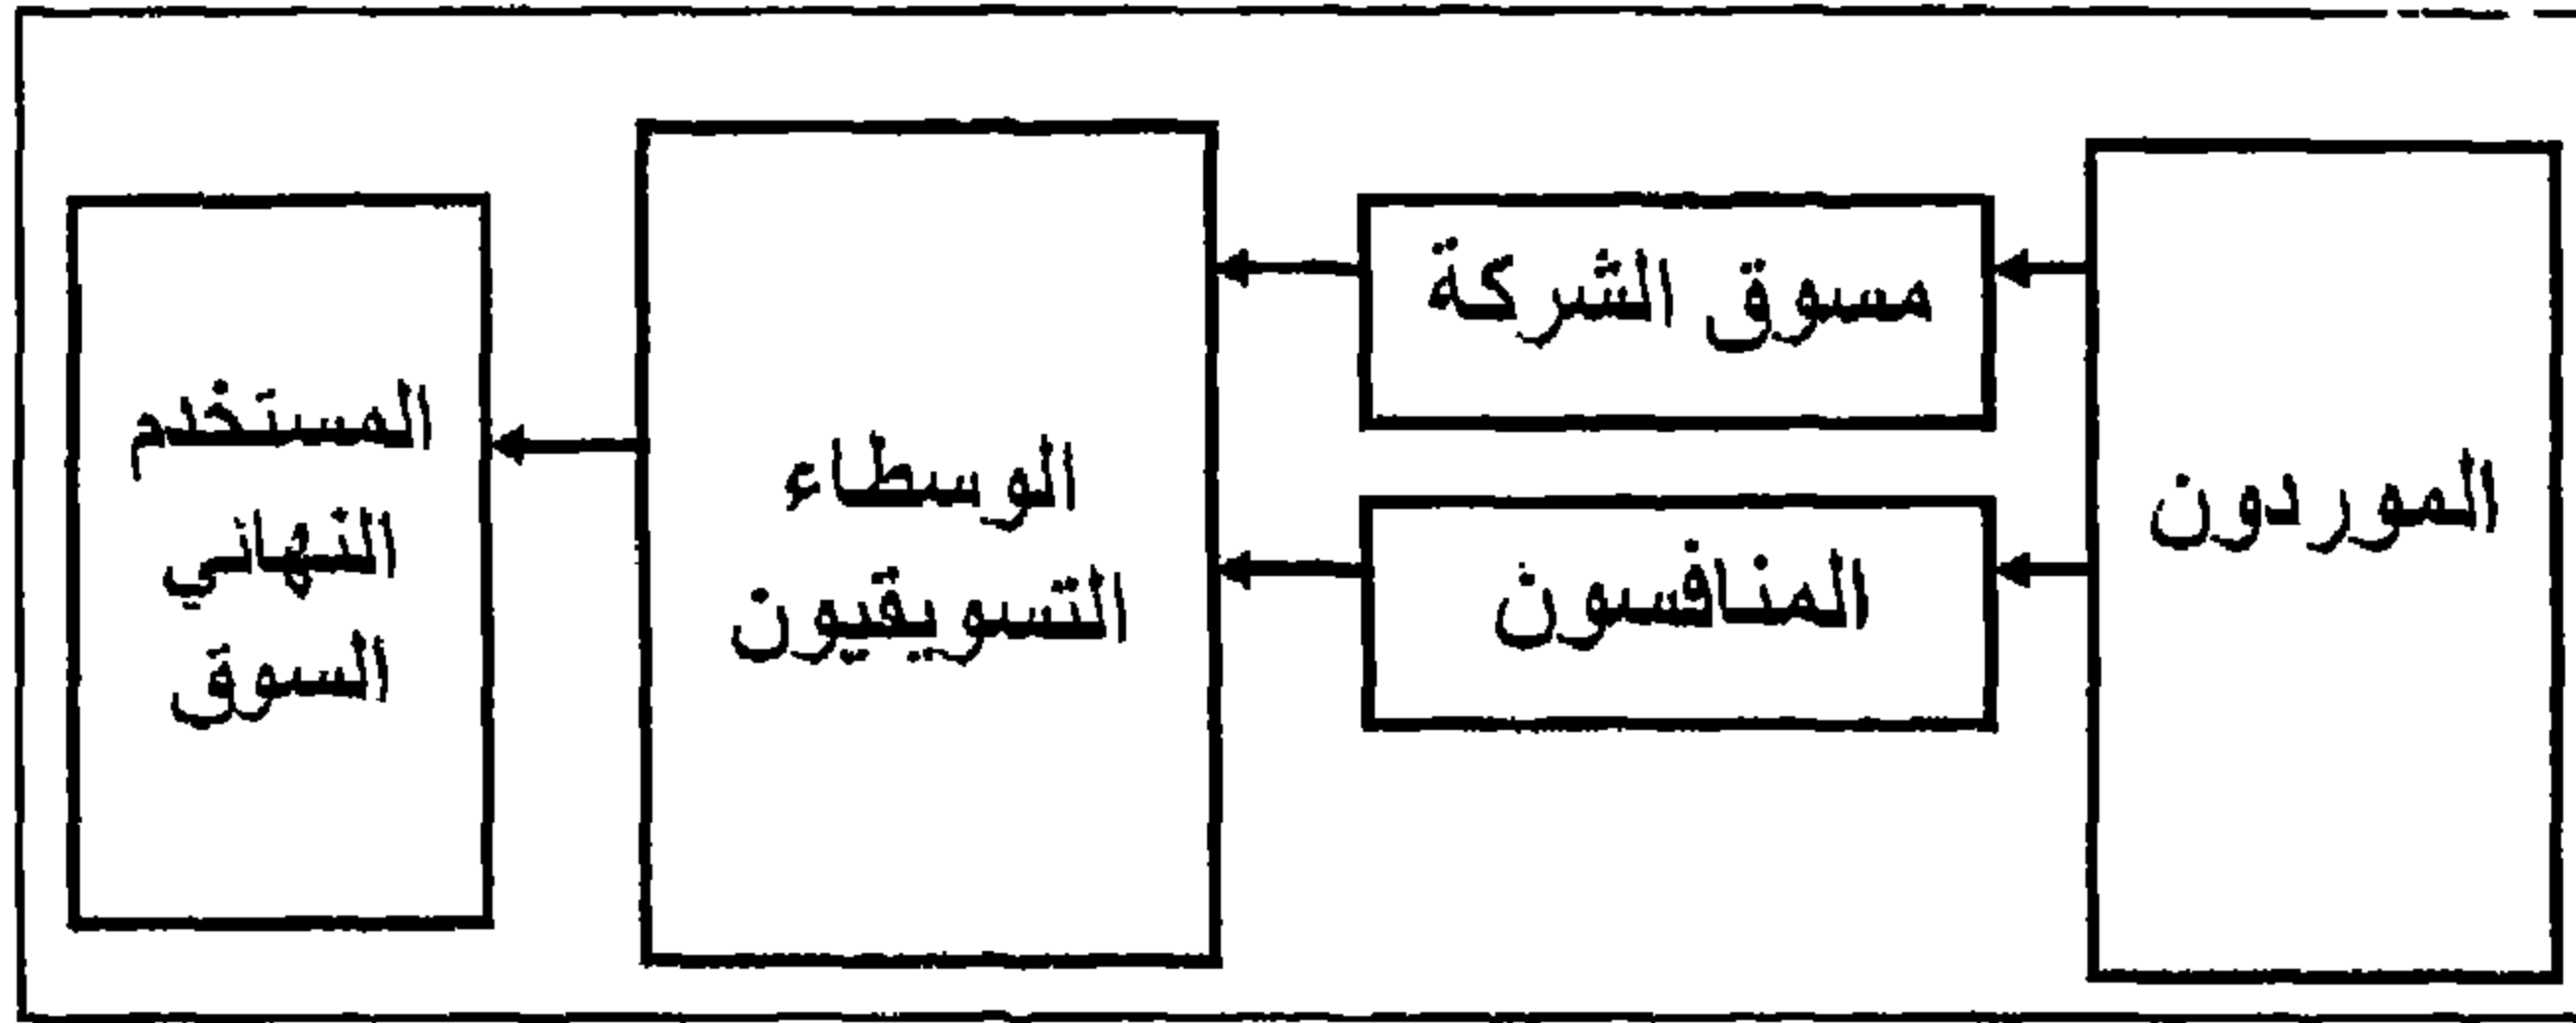 الموردون
مسوق الشركة
المنافسون
الوسطاء
التسويقيون
المستخدم
النهائي
السوق